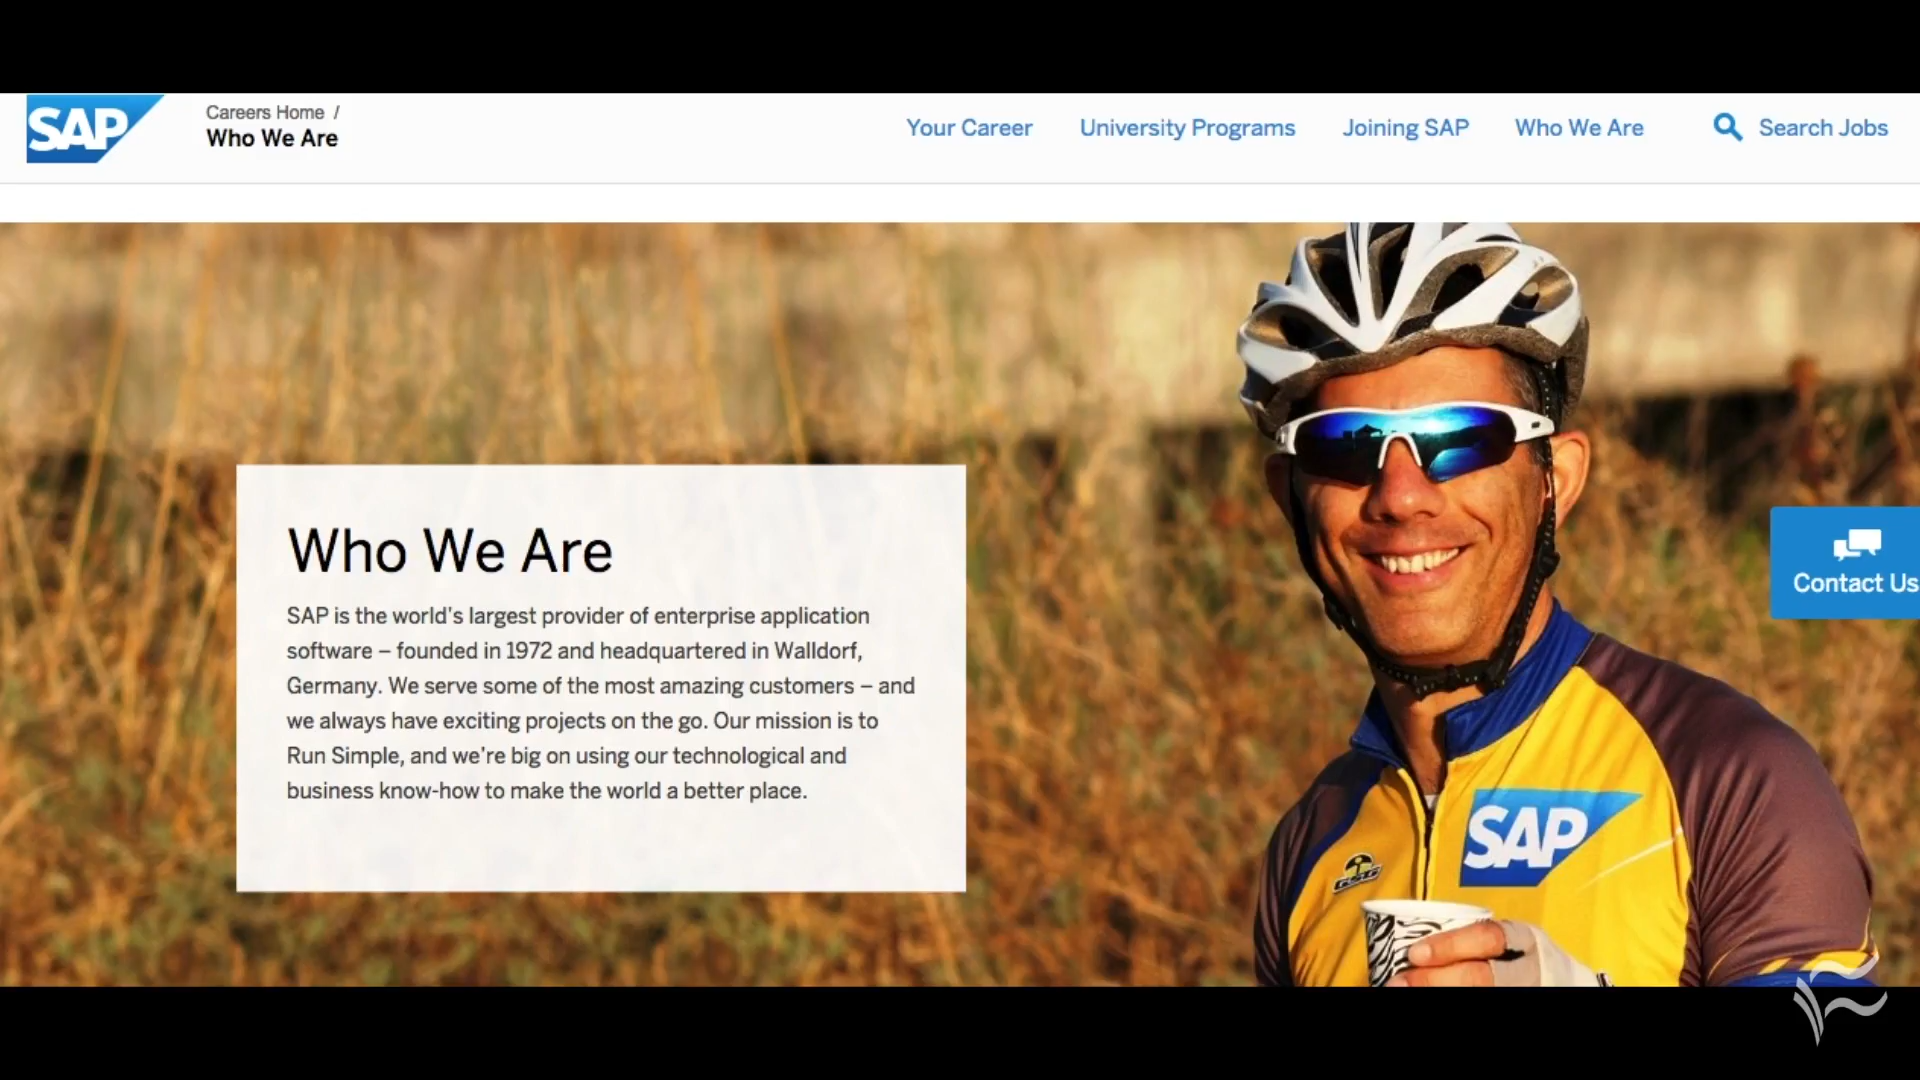 SAP
Careers Home /
Who We Are
Your Career
University Programs
Joining SAP
Who We Are
Search Jobs
Who We Are
SAP is the world's largest provider of enterprise application
software – founded in 1972 and headquartered in Walldorf,
Germany. We serve some of the most amazing customers – and
we always have exciting projects on the go. Our mission is to
Run Simple, and we're big on using our technological and
business know-how to make the world a better place.
Contact Us
SAP
GSG